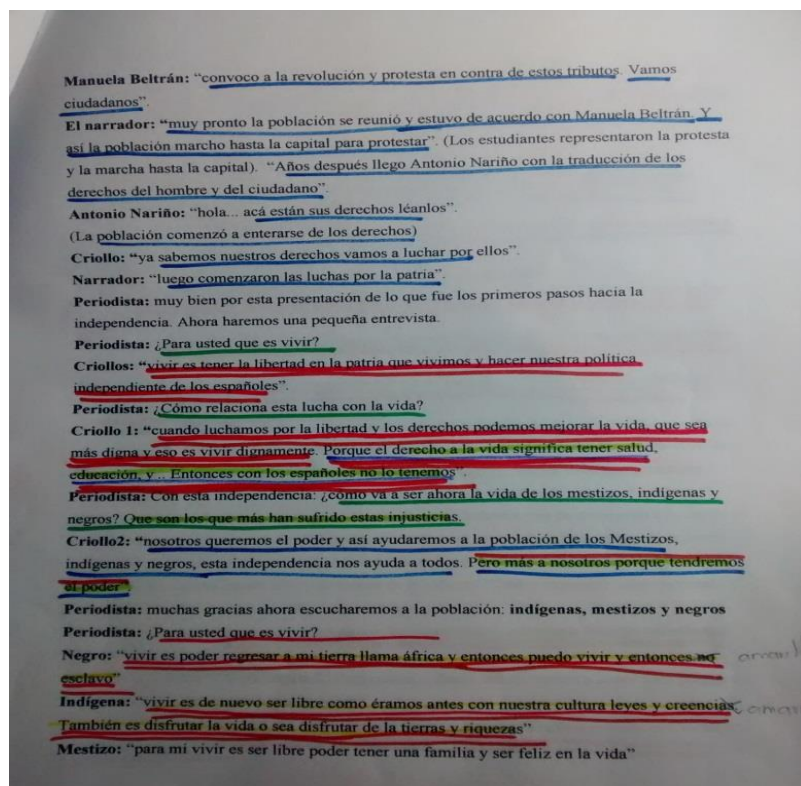 Manuela Beltrán: “convoco a la revolución y protesta en contra de estos tributos. Vamos
ciudadanos”.
El narrador: “muy pronto la población se reunió y estuvo de acuerdo con Manuela Beltrán. Y
así la población marcho hasta la capital para protestar”. (Los estudiantes representaron la protesta
y la marcha hasta la capital). “Años después llego Antonio Nariño con la traducción de los
derechos del hombre y del ciudadano”.
Antonio Nariño: “hola... acá están sus derechos léanlos”.
(La población comenzó a enterarse de los derechos)
Criollo: “ya sabemos nuestros derechos vamos a luchar por ellos”.
Narrador: “luego comenzaron las luchas por la patria”.
Periodista: muy bien por esta presentación de lo que fue los primeros pasos hacia la
independencia. Ahora haremos una pequeña entrevista.
Periodista: ¿Para usted que es vivir?
Criollos: “vivir es tener la libertad en la patria que vivimos y hacer nuestra política
independiente de los españoles”.
Periodista: ¿Cómo relaciona esta lucha con la vida?
Criollo 1: “cuando luchamos por la libertad y los derechos podemos mejorar la vida, que sea
más digna y eso es vivir dignamente. Porque el derecho a la vida significa tener salud,
educación, y .. Entonces con los españoles no lo tenemos”.
Periodista: Con esta independencia: ¿cómo va a ser ahora la vida de los mestizos, indígenas y
negros? Que son los que más han sufrido estas injusticias.
Criollo2: “nosotros queremos el poder y así ayudaremos a la población de los Mestizos,
indígenas y negros, esta independencia nos ayuda a todos. Pero más a nosotros porque tendremos
el poder”.
Periodista: muchas gracias ahora escucharemos a la población: indígenas, mestizos y negros
Periodista: ¿Para usted que es vivir?
Negro: “vivir es poder regresar a mi tierra llama áfrica y entonces puedo vivir y entonces no
esclavo”
Indígena: “vivir es de nuevo ser libre como éramos antes con nuestra cultura leyes y creencias.
También es disfrutar la vida o sea disfrutar de la tierras y riquezas”
Mestizo: “para mi vivir es ser libre poder tener una familia y ser feliz en la vida”